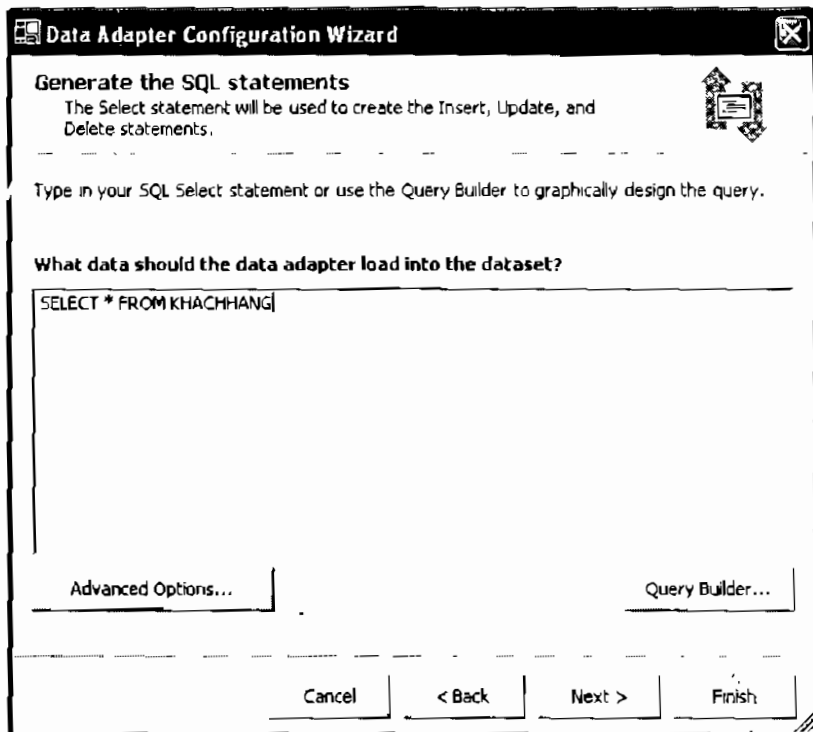 Data Adapter Configuration Wizard
Generate the SQL statements
The Select statement will be used to create the Insert, Update, and
Delete statements.
Type in your SQL Select statement or use the Query Builder to graphically design the query.
What data should the data adapter load into the dataset?
SELECT * FROM KHACHHANG
Advanced Options...
Query Builder...
Cancel
< Back
Next >
Finish